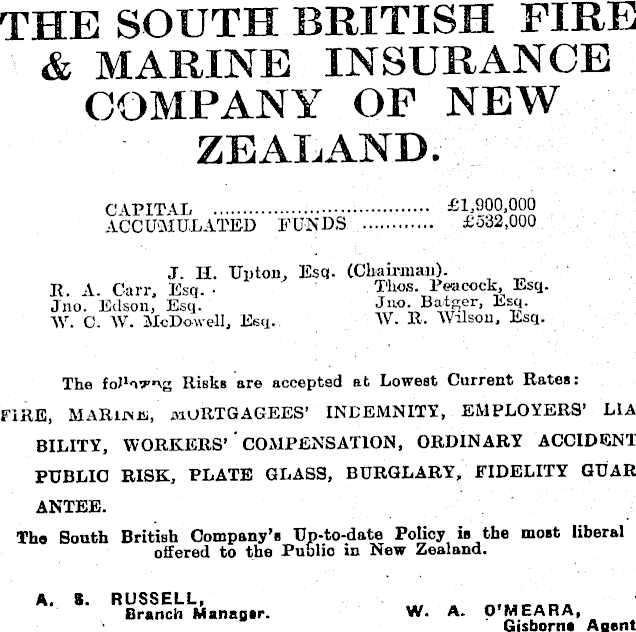 THE SOUTH BRITISH FIRE
& MARINE INSURANCE
COMPANY OF NEW
ZEALAND.
CAPITAL .................................... £1,900,000
ACCUMULATED FUNDS ............ £532,000
J. H. Upton, Esq. (Chairman).
R. A. Carr, Esq. Thos. Peacock, Esq.
Jno. Edson, Esq. Jno. Batger, Esq.
W. C. W. McDowell, Esq. W. R. Wilson, Esq.
The followng Risks are accepted at Lowest Current Rates:
FIRE, MARINE, MORTGAGEES' INDEMNITY, EMPLOYERS' LIA
BILITY, WORKERS' COMPENSATION, ORDINARY ACCIDENT
PUBLIC RISK, PLATE GLASS, BURGLARY, FIDELITY GUAR
ANTEE.
The South British Company's Up-to-date Policy is the most liberal
offered to the Public in New Zealand.
A. S. RUSSELL,
Branch Manager.
W. A. O'MEARA,
Gisborne Agent